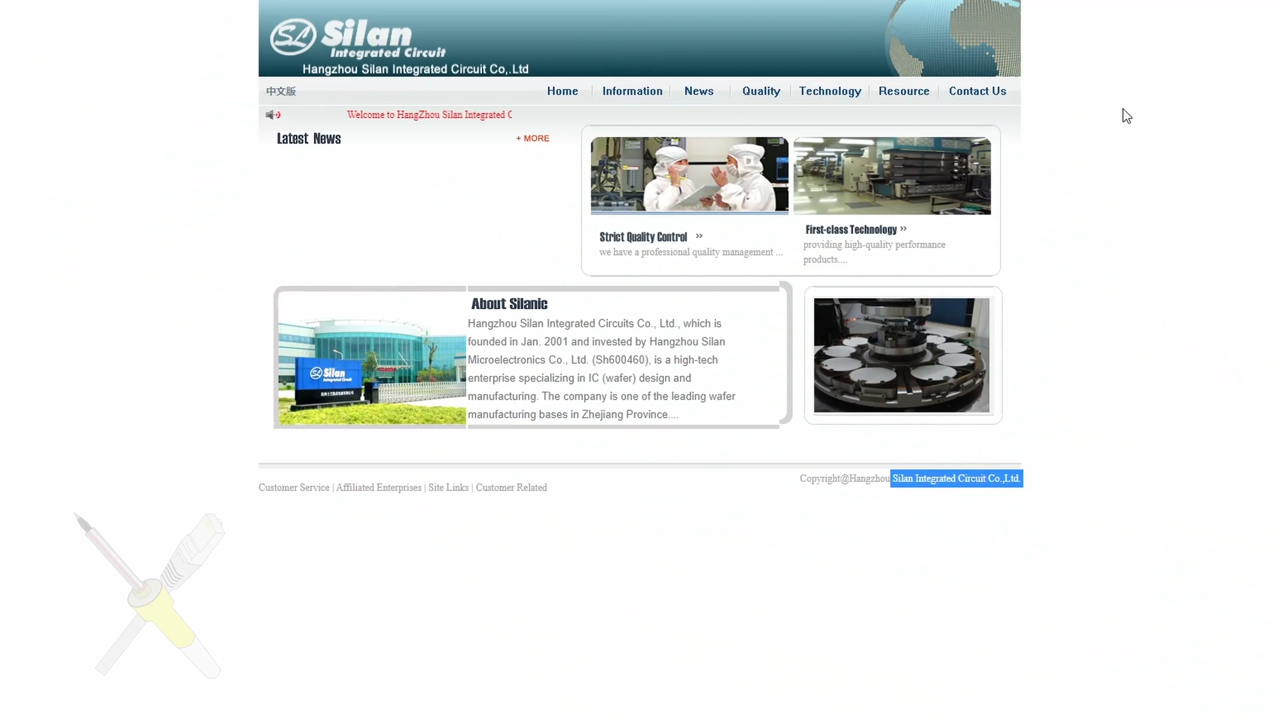 SL Silan
Integrated Circuit
Hangzhou Silan Integrated Circuit Co,.Ltd
中文版
Home
Information
News
Quality
Technology
Resource
Contact Us
Welcome to HangZhou Silan Integrated C
Latest News
+ MORE
Strict Quality Control >>
we have a professional quality management ...
First-class Technology >>
providing high-quality performance
products....
Silan
Integrated Circuit
About Silanic
Hangzhou Silan Integrated Circuits Co., Ltd., which is
founded in Jan. 2001 and invested by Hangzhou Silan
Microelectronics Co., Ltd. (Sh600460), is a high-tech
enterprise specializing in IC (wafer) design and
manufacturing. The company is one of the leading wafer
manufacturing bases in Zhejiang Province....
Copyright@Hangzhou Silan Integrated Circuit Co.,Ltd.
Customer Service | Affiliated Enterprises | Site Links | Customer Related